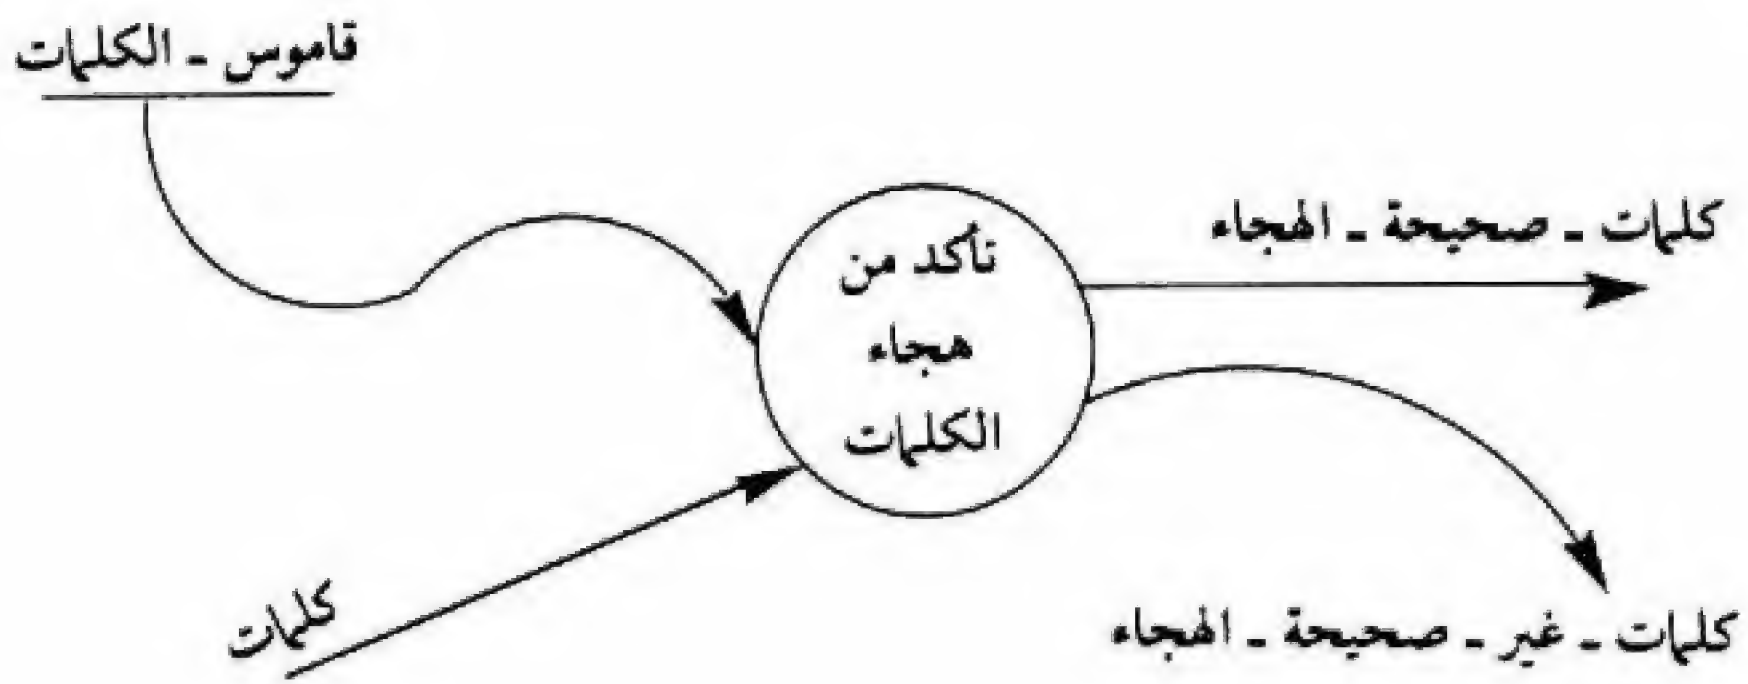 قاموس - الكلمات
كلمات - صحيحة - الهجاء
تأكد من
هجاء
الكلمات
كلمات
كلمات - غير - صحيحة - الهجاء